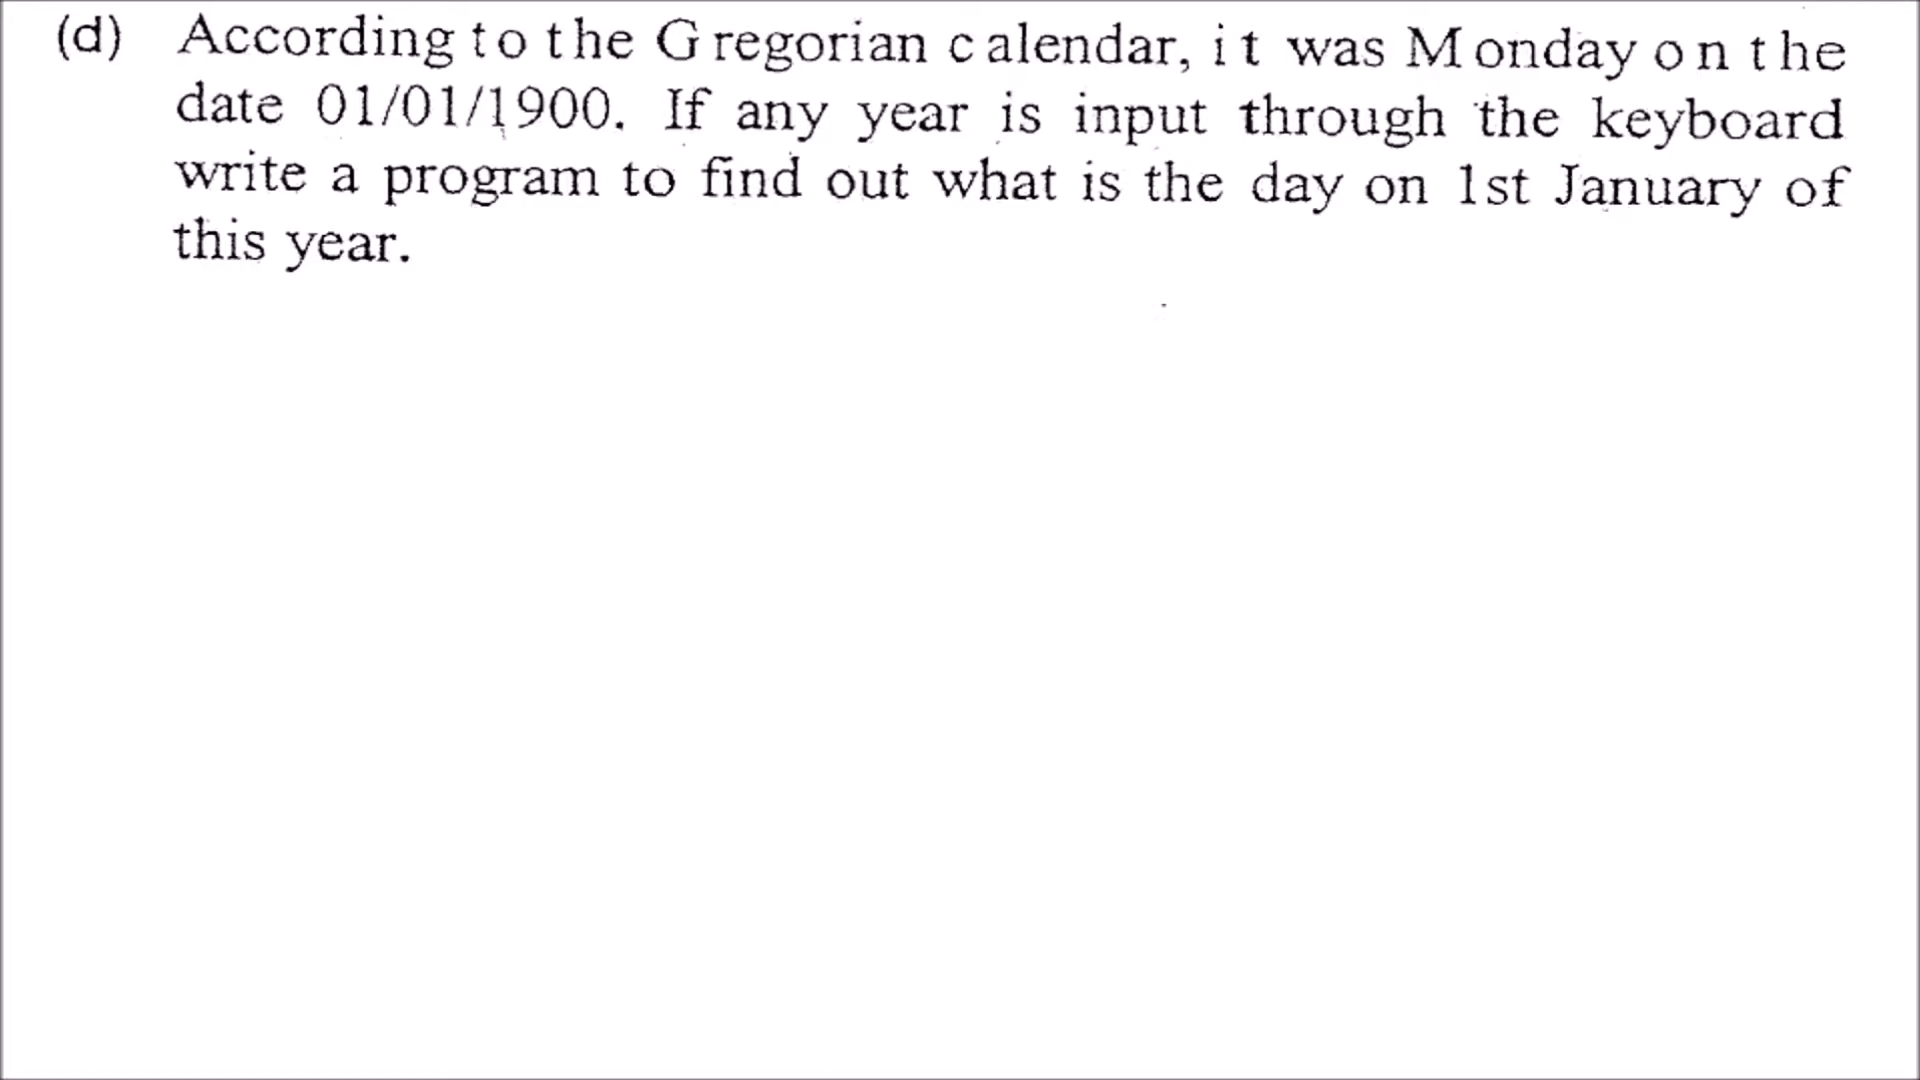 (d) According to the Gregorian calendar, it was Monday on the
date 01/01/1900. If any year is input through the keyboard
write a program to find out what is the day on 1st January of
this year.